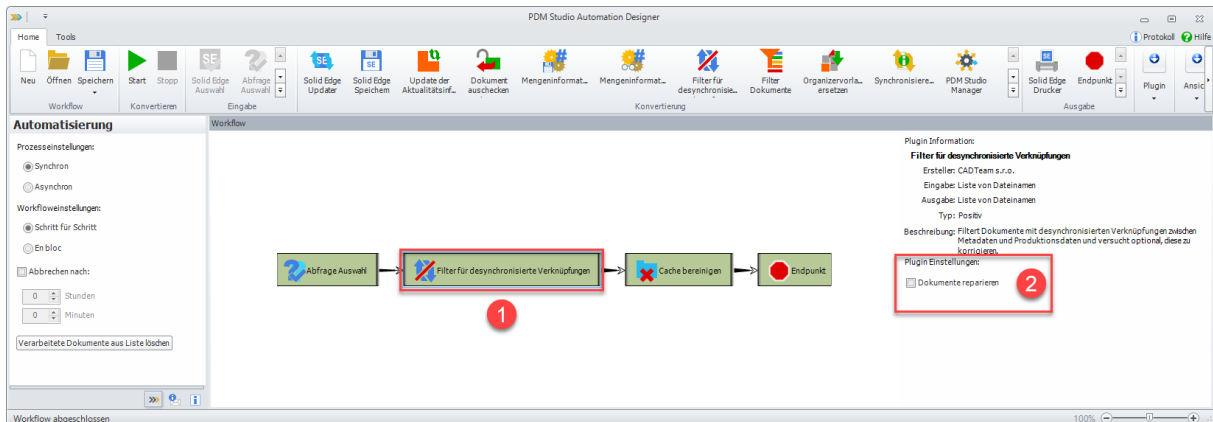 PDM Studio Automation Designer
Home Tools
Protokoll Hilfe
Neu Öffnen Speichern Start Stopp Solid Edge Auswahl Abfrage Auswahl Solid Edge Updater Solid Edge Speichern Update der Aktualitätsinf... Dokument auschecken Mengeninformat... Mengeninformat... Filter für desynchronisie... Filter Dokumente Organizervorla... ersetzen Synchronisiere... PDM Studio Manager Solid Edge Drucker Endpunkt Plugin Ansic
Workflow Konvertieren Eingabe Konvertierung Ausgabe
Automatisierung
Prozesseinstellungen:
Synchron
Asynchron
Workfloweinstellungen:
Schritt für Schritt
En bloc
Abbrechen nach:
0 Stunden
0 Minuten
Verarbeitete Dokumente aus Liste löschen
Workflow
Abfrage Auswahl
Filter für desynchronisierte Verknüpfungen
Cache bereinigen
Endpunkt
1
Plugin Information:
Filter für desynchronisierte Verknüpfungen
Ersteller: CADTeam s.r.o.
Eingabe: Liste von Dateinamen
Ausgabe: Liste von Dateinamen
Typ: Positiv
Beschreibung: Filtert Dokumente mit desynchronisierten Verknüpfungen zwischen
Metadaten und Produktionsdaten und versucht optional, diese zu
korrigieren.
Plugin Einstellungen:
Dokumente reparieren
2
Workflow abgeschlossen
100%